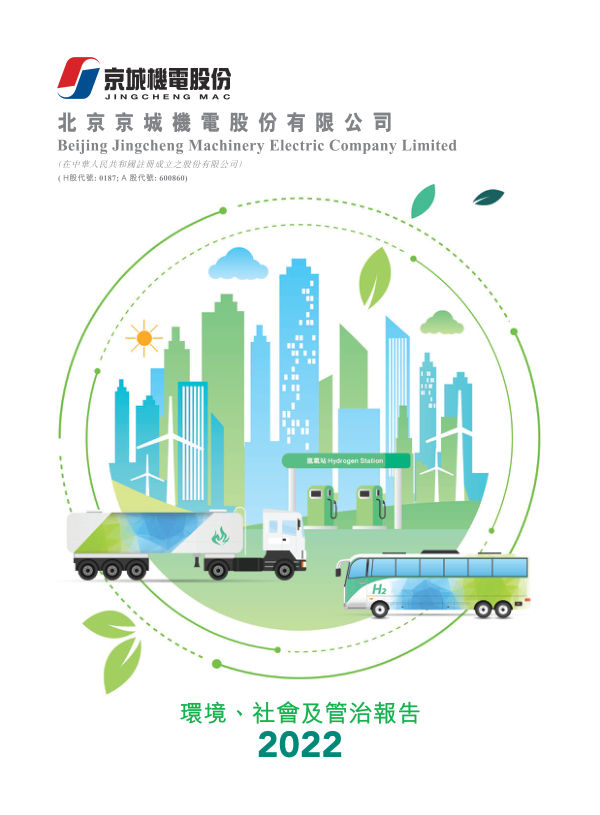 京城機電股份
JINGCHENG MAC
北京京城機電股份有限公司
Beijing Jingcheng Machinery Electric Company Limited
(在中華人民共和國註冊成立之股份有限公司)
( H股代號: 0187; A 股代號: 600860)
氫氣站 Hydrogen Station
H2
環境、社會及管治報告
2022